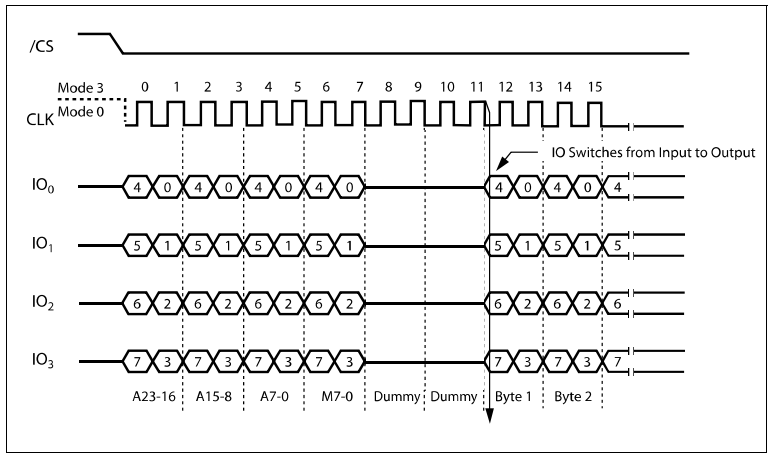 /CS
Mode 3 0 1 2 3 4 5 6 7 8 9 10 11 12 13 14 15
CLK Mode 0
IO Switches from Input to Output
IO0 4 0 4 0 4 0 4 0 4 0 4 0 4
IO1 5 1 5 1 5 1 5 1 5 1 5 1 5
IO2 6 2 6 2 6 2 6 2 6 2 6 2 6
IO3 7 3 7 3 7 3 7 3 7 3 7 3 7
A23-16 A15-8 A7-0 M7-0 Dummy Dummy Byte 1 Byte 2